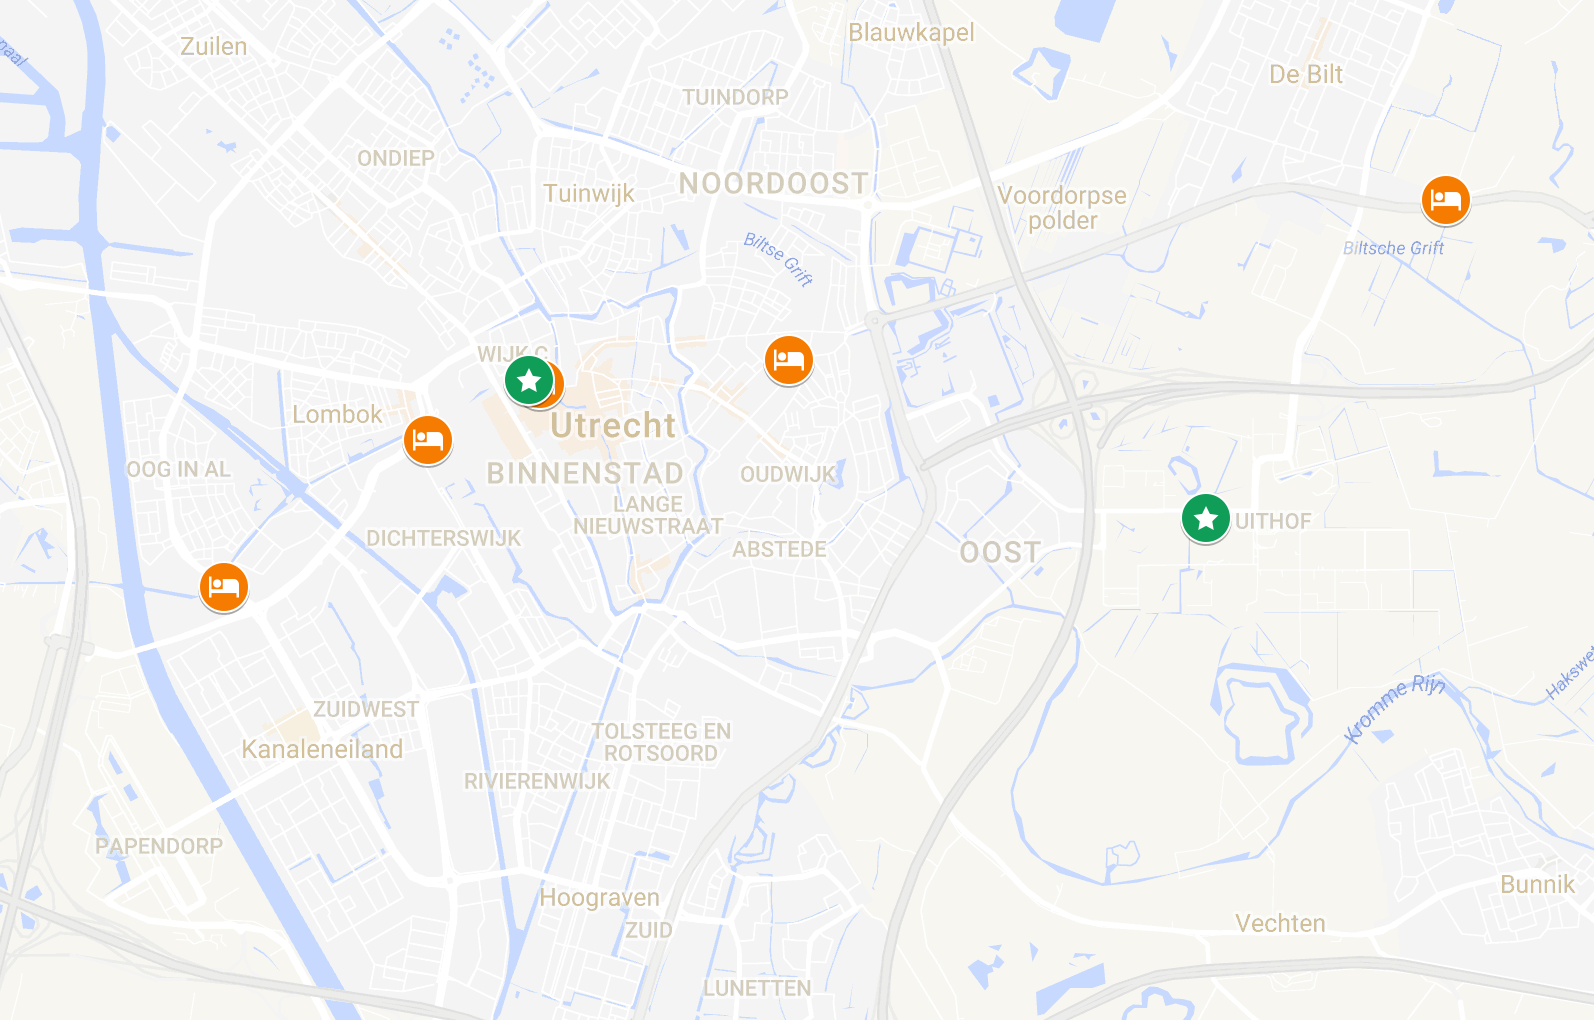 Blauwkapel
Zuilen
De Bilt
TUINDORP
ONDIEP
NOORDOOST
Tuinwijk
Voordorpse
polder
Biltse Grift
Biltsche Grift
WIJK C
Lombok
Utrecht
OOG IN AL
BINNENSTAD
OUDWIJK
LANGE
NIEUWSTRAAT
UITHOF
DICHTERSWIJK
ABSTEDE
OOST
Kromme Rijn
ZUIDWEST
TOLSTEEG EN
ROTSOORD
Kanaleneiland
RIVIERENWIJK
PAPENDORP
Bunnik
Hoograven
Vechten
ZUID
LUNETTEN